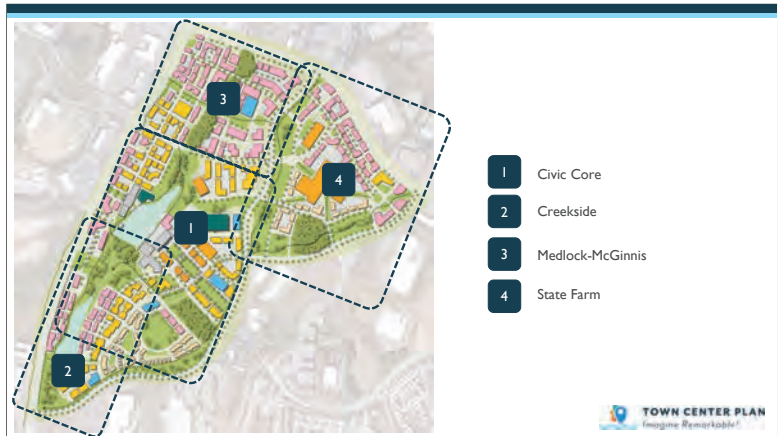 3
4
1
2
1 Civic Core
2 Creekside
3 Medlock-McGinnis
4 State Farm
TOWN CENTER PLAN
Imagine Remarkable!